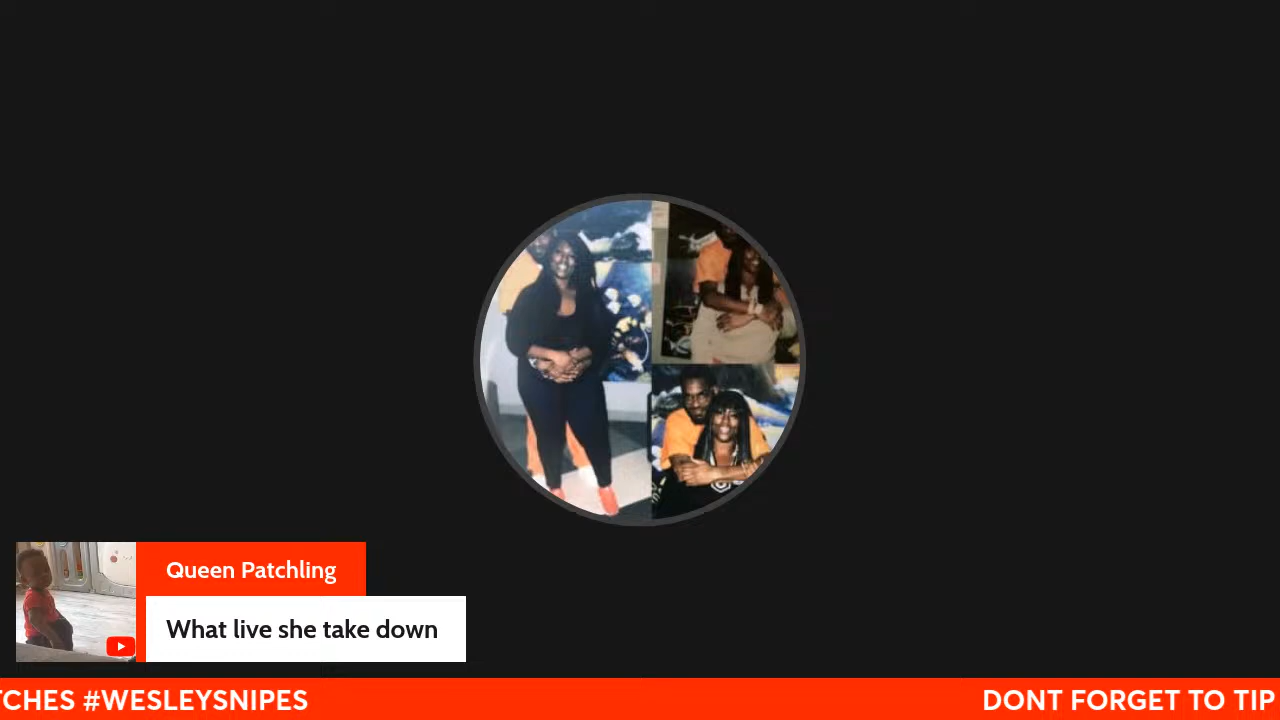 Queen Patchling
What live she take down
TCHES #WESLEYSNIPES
DONT FORGET TO TIP